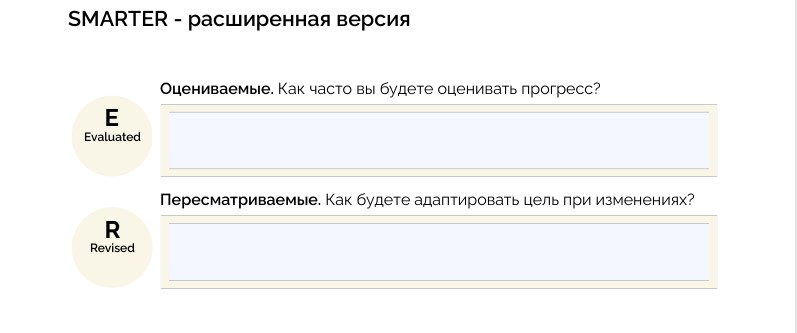 SMARTER - расширенная версия
Оцениваемые. Как часто вы будете оценивать прогресс?
E
Evaluated
Пересматриваемые. Как будете адаптировать цель при изменениях?
R
Revised